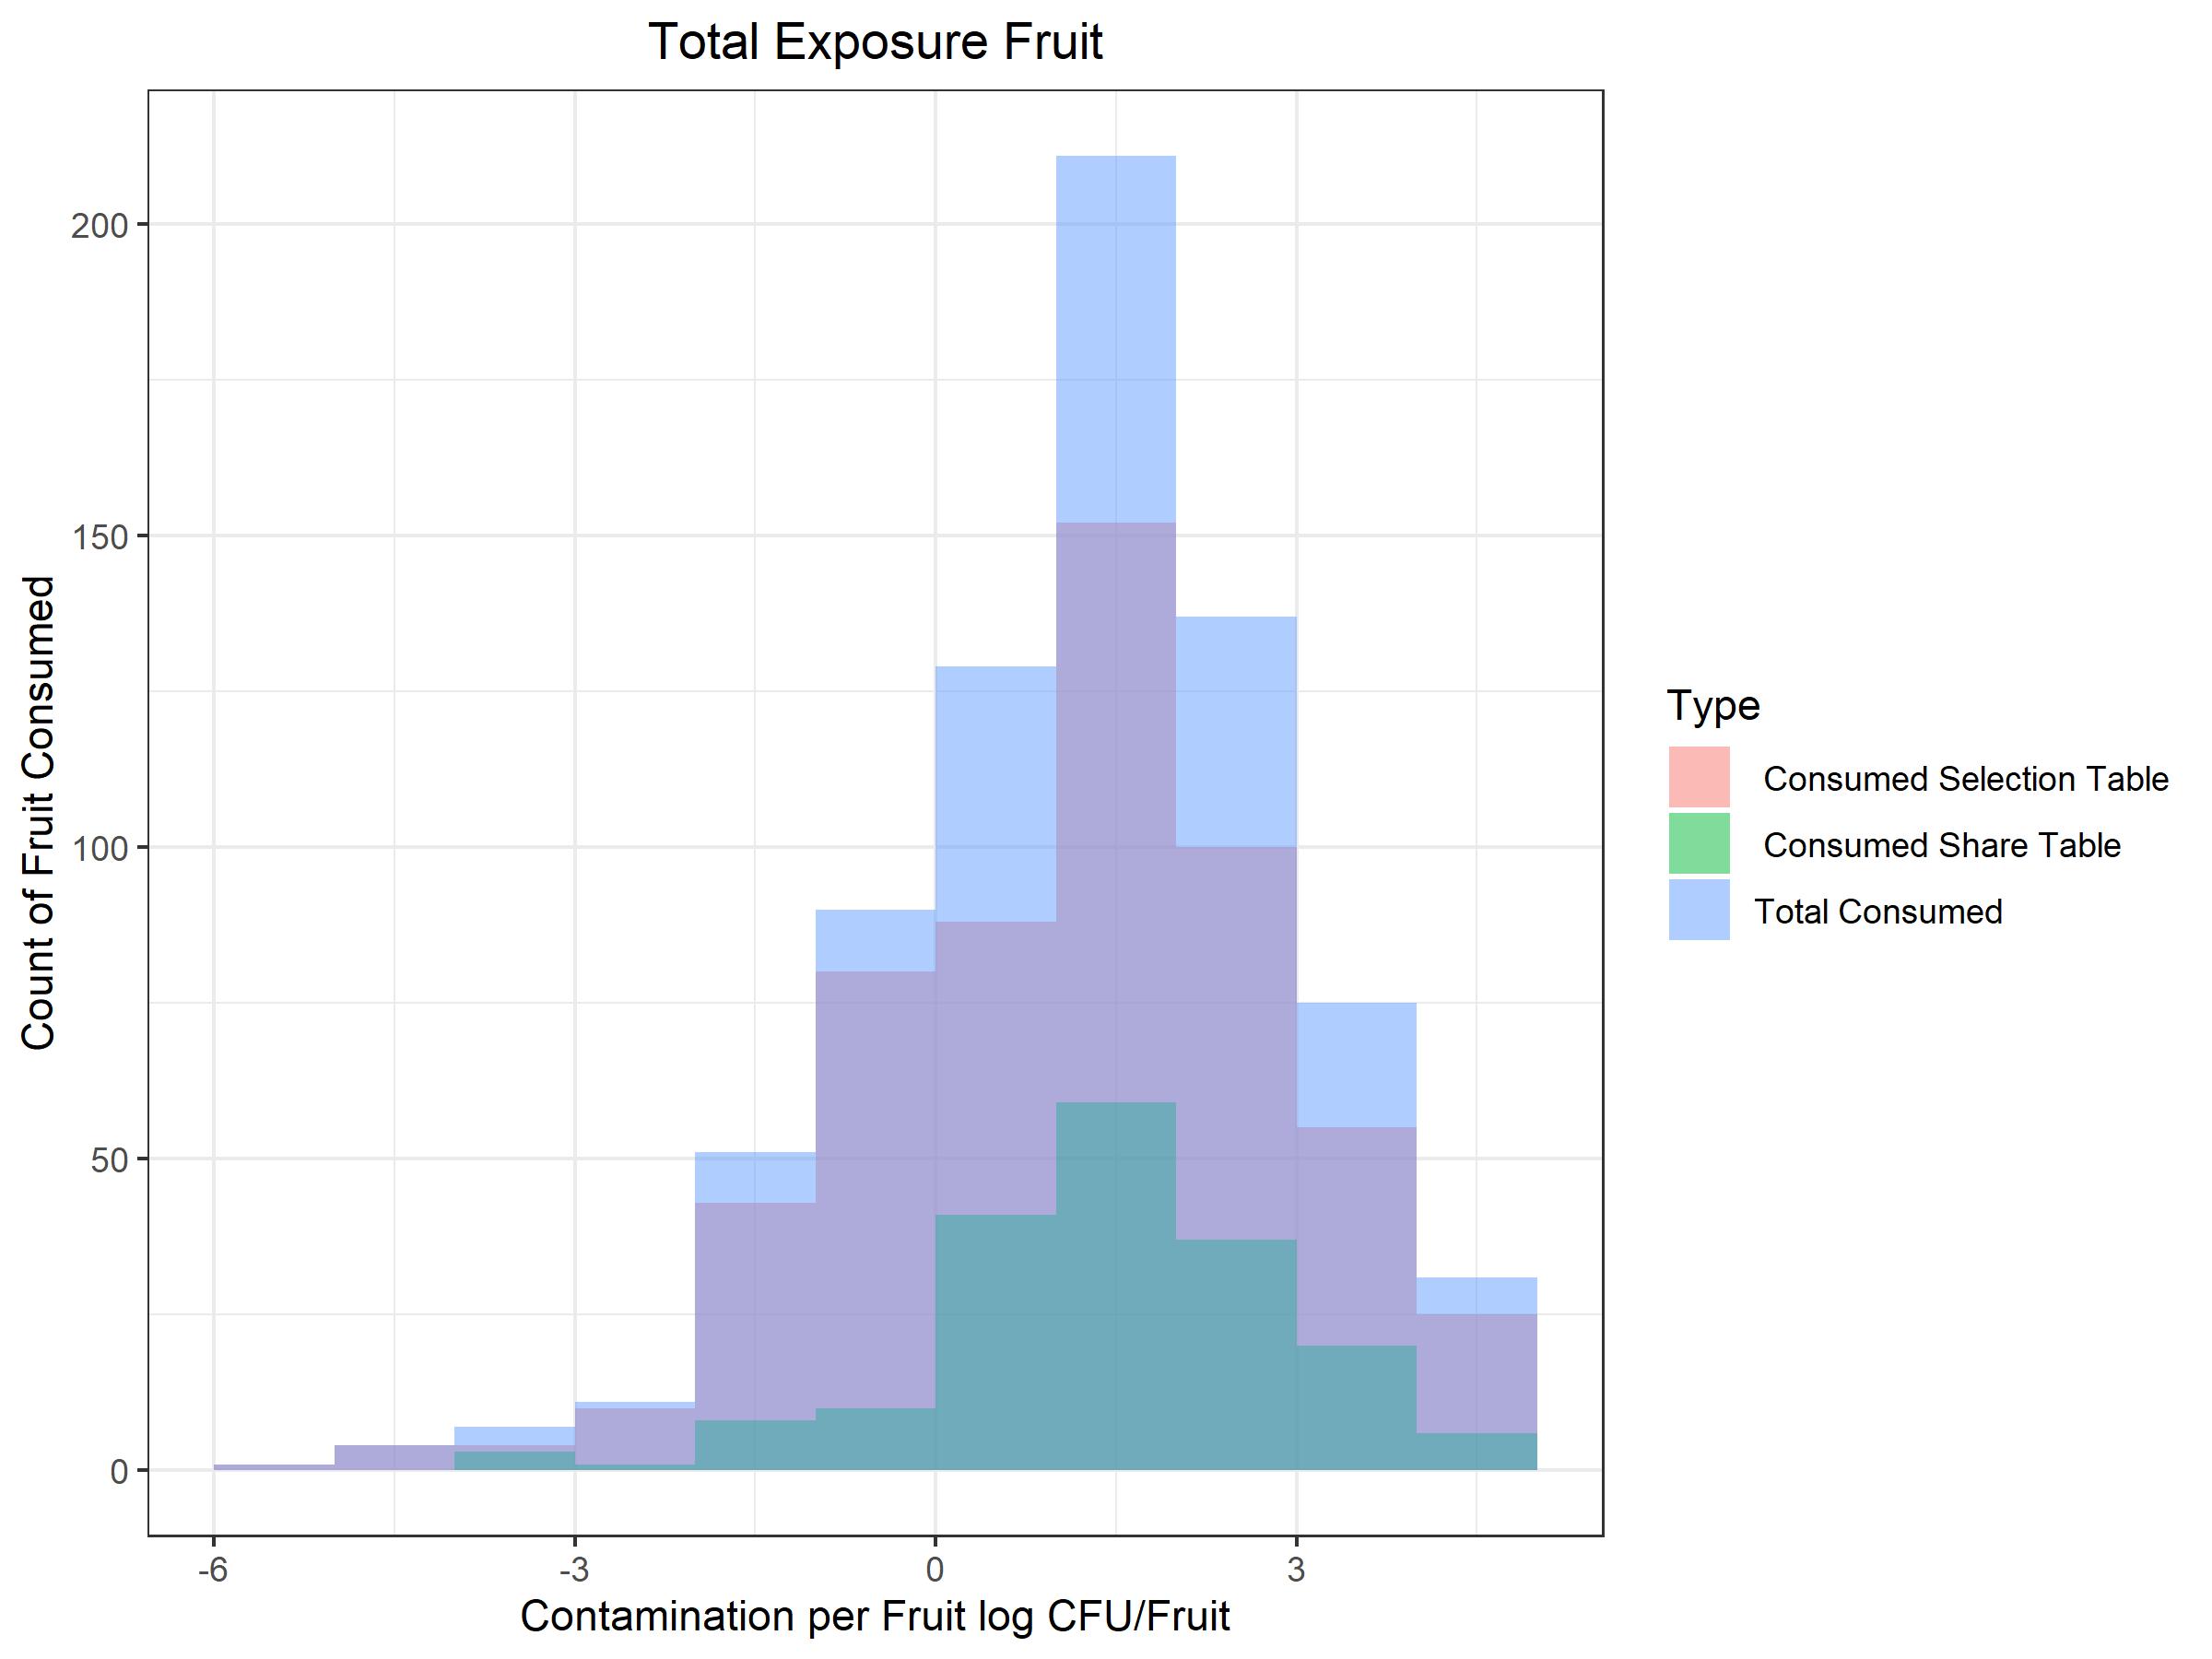 Total Exposure Fruit
200
150
100
50
0
Count of Fruit Consumed
-6
-3
0
3
Contamination per Fruit log CFU/Fruit
Type
Consumed Selection Table
Consumed Share Table
Total Consumed